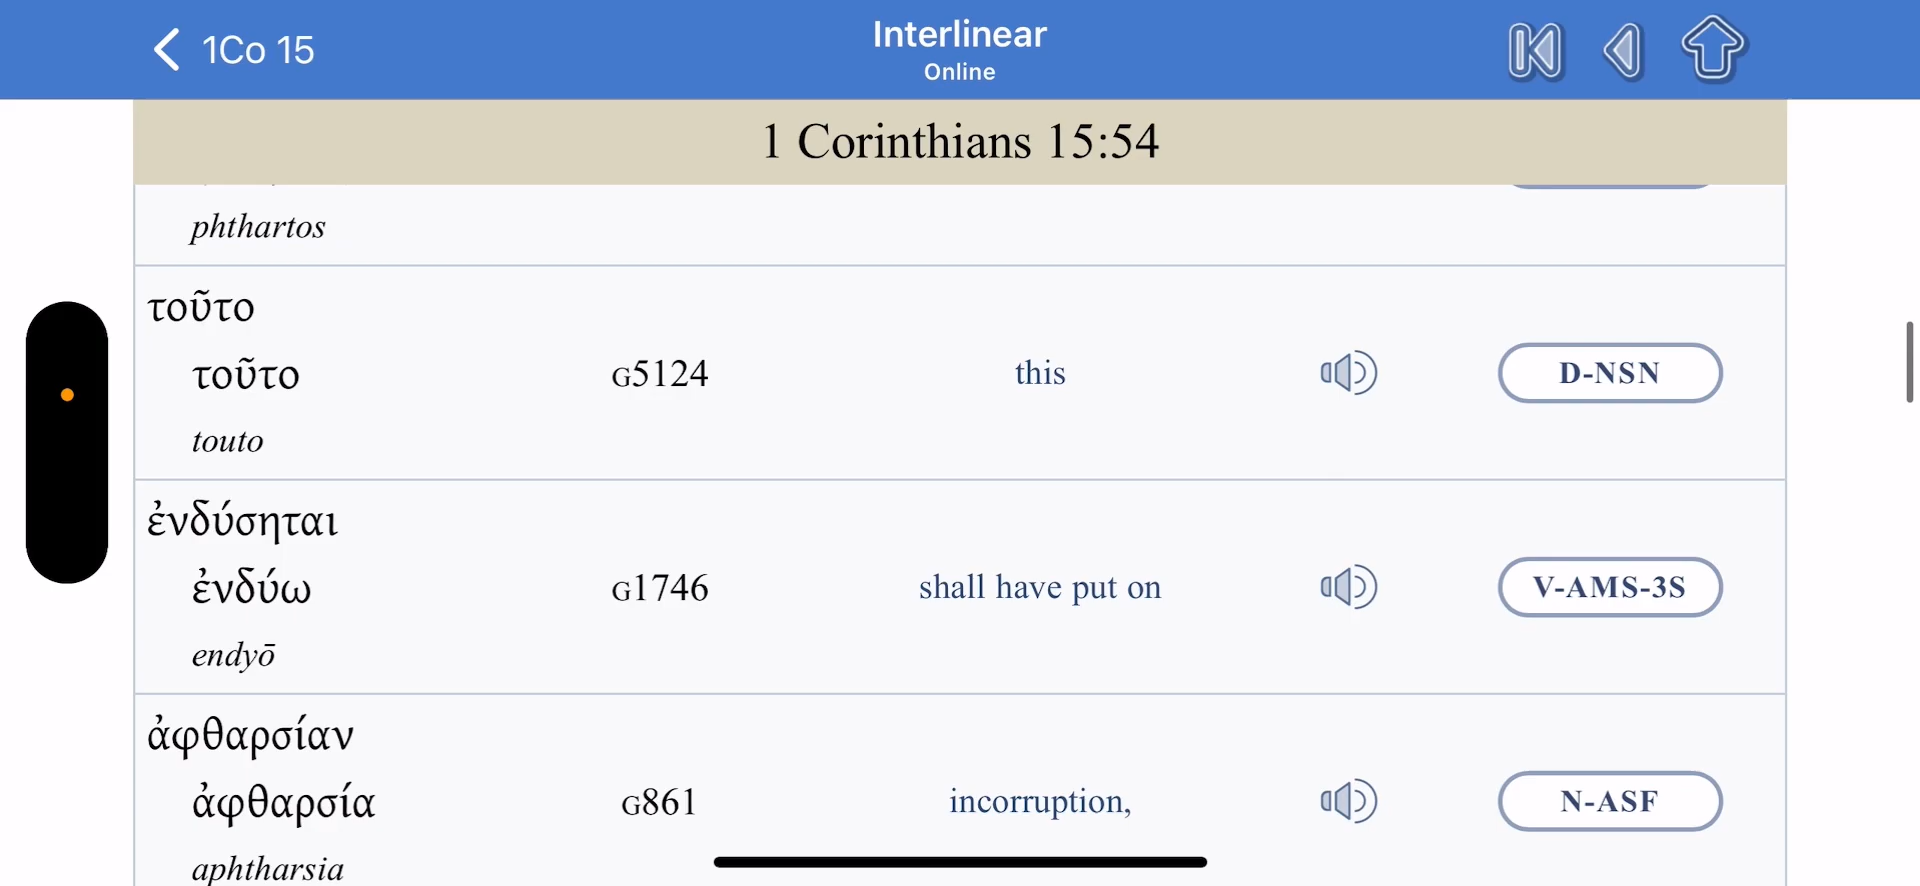 1Co 15
Interlinear
Online
1 Corinthians 15:54
phthartos
τοῦτο
τοῦτο G5124 this D-NSN
touto
ἐνδύσηται
ἐνδύω G1746 shall have put on V-AMS-3S
endyō
ἀφθαρσίαν
ἀφθαρσία G861 incorruption, N-ASF
aphtharsia